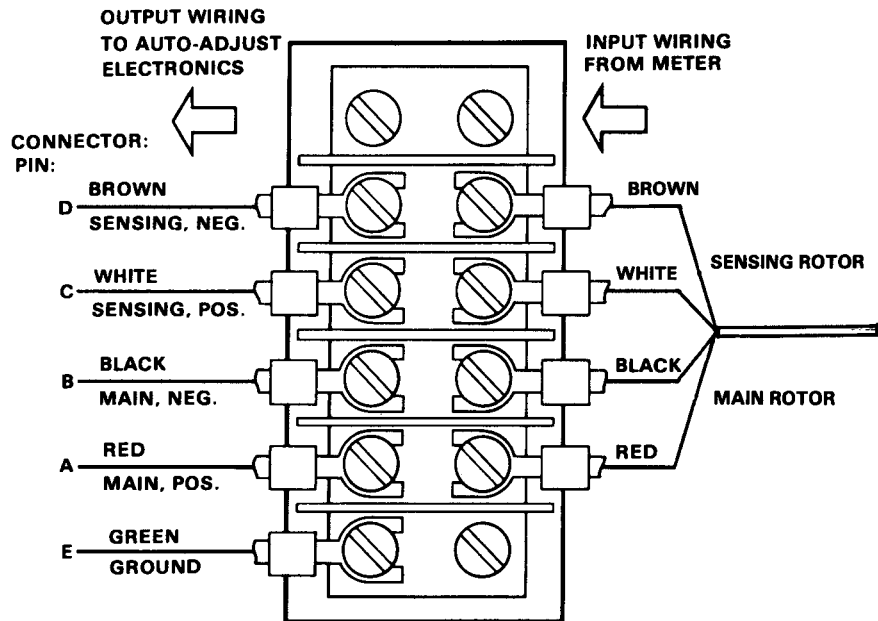 OUTPUT WIRING
TO AUTO-ADJUST
ELECTRONICS
INPUT WIRING
FROM METER
CONNECTOR:
PIN:
D
BROWN
SENSING, NEG.
BROWN
C
WHITE
SENSING, POS.
WHITE
SENSING ROTOR
B
BLACK
MAIN, NEG.
BLACK
MAIN ROTOR
A
RED
MAIN, POS.
RED
E
GREEN
GROUND